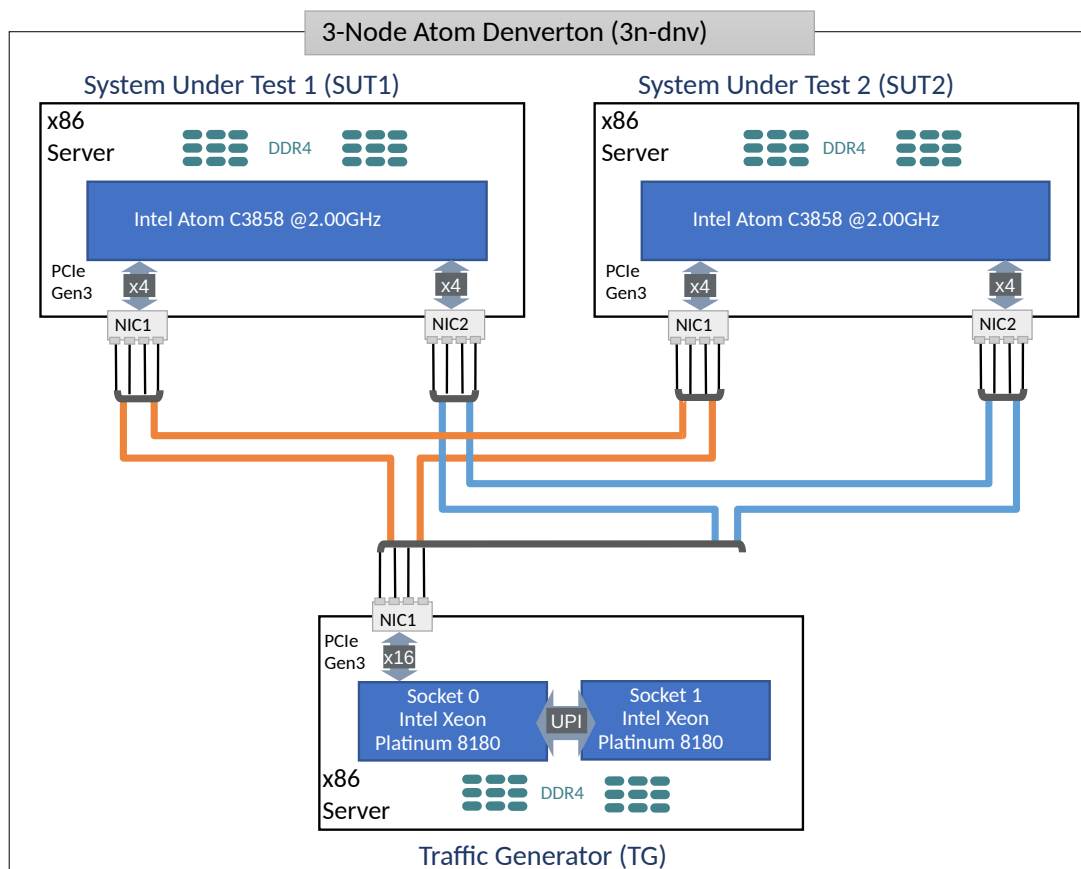 3-Node Atom Denverton (3n-dnv)
System Under Test 1 (SUT1)
x86
Server
DDR4
Intel Atom C3858 @2.00GHz
PCIe
Gen3
x4
x4
NIC1
NIC2
System Under Test 2 (SUT2)
x86
Server
DDR4
Intel Atom C3858 @2.00GHz
PCIe
Gen3
x4
x4
NIC1
NIC2
NIC1
PCIe
Gen3
x16
Socket 0
Intel Xeon
Platinum 8180
UPI
Socket 1
Intel Xeon
Platinum 8180
x86
Server
DDR4
Traffic Generator (TG)